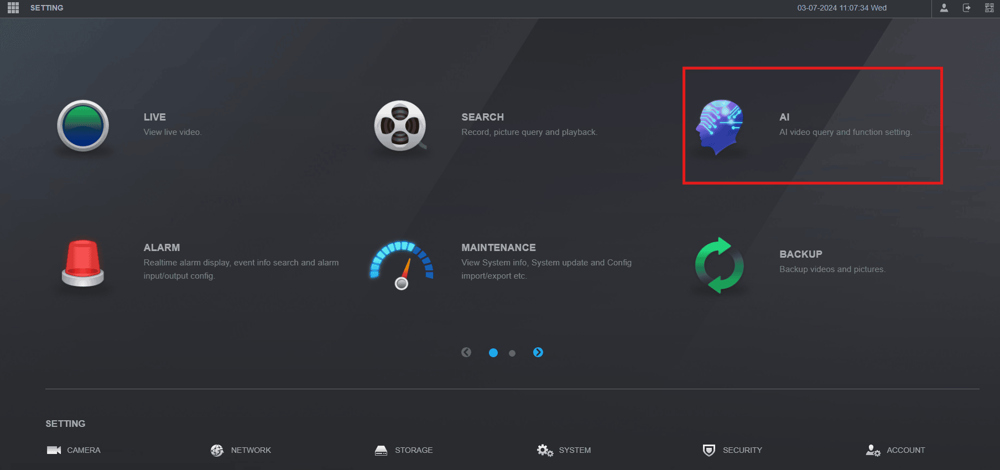 SETTING
03-07-2024 11:07:34 Wed
LIVE
View live video.
SEARCH
Record, picture query and playback.
AI
AI video query and function setting.
ALARM
Realtime alarm display, event info search and alarm
input/output config.
MAINTENANCE
View System info, System update and Config
import/export etc.
BACKUP
Backup videos and pictures.
SETTING
CAMERA
NETWORK
STORAGE
SYSTEM
SECURITY
ACCOUNT